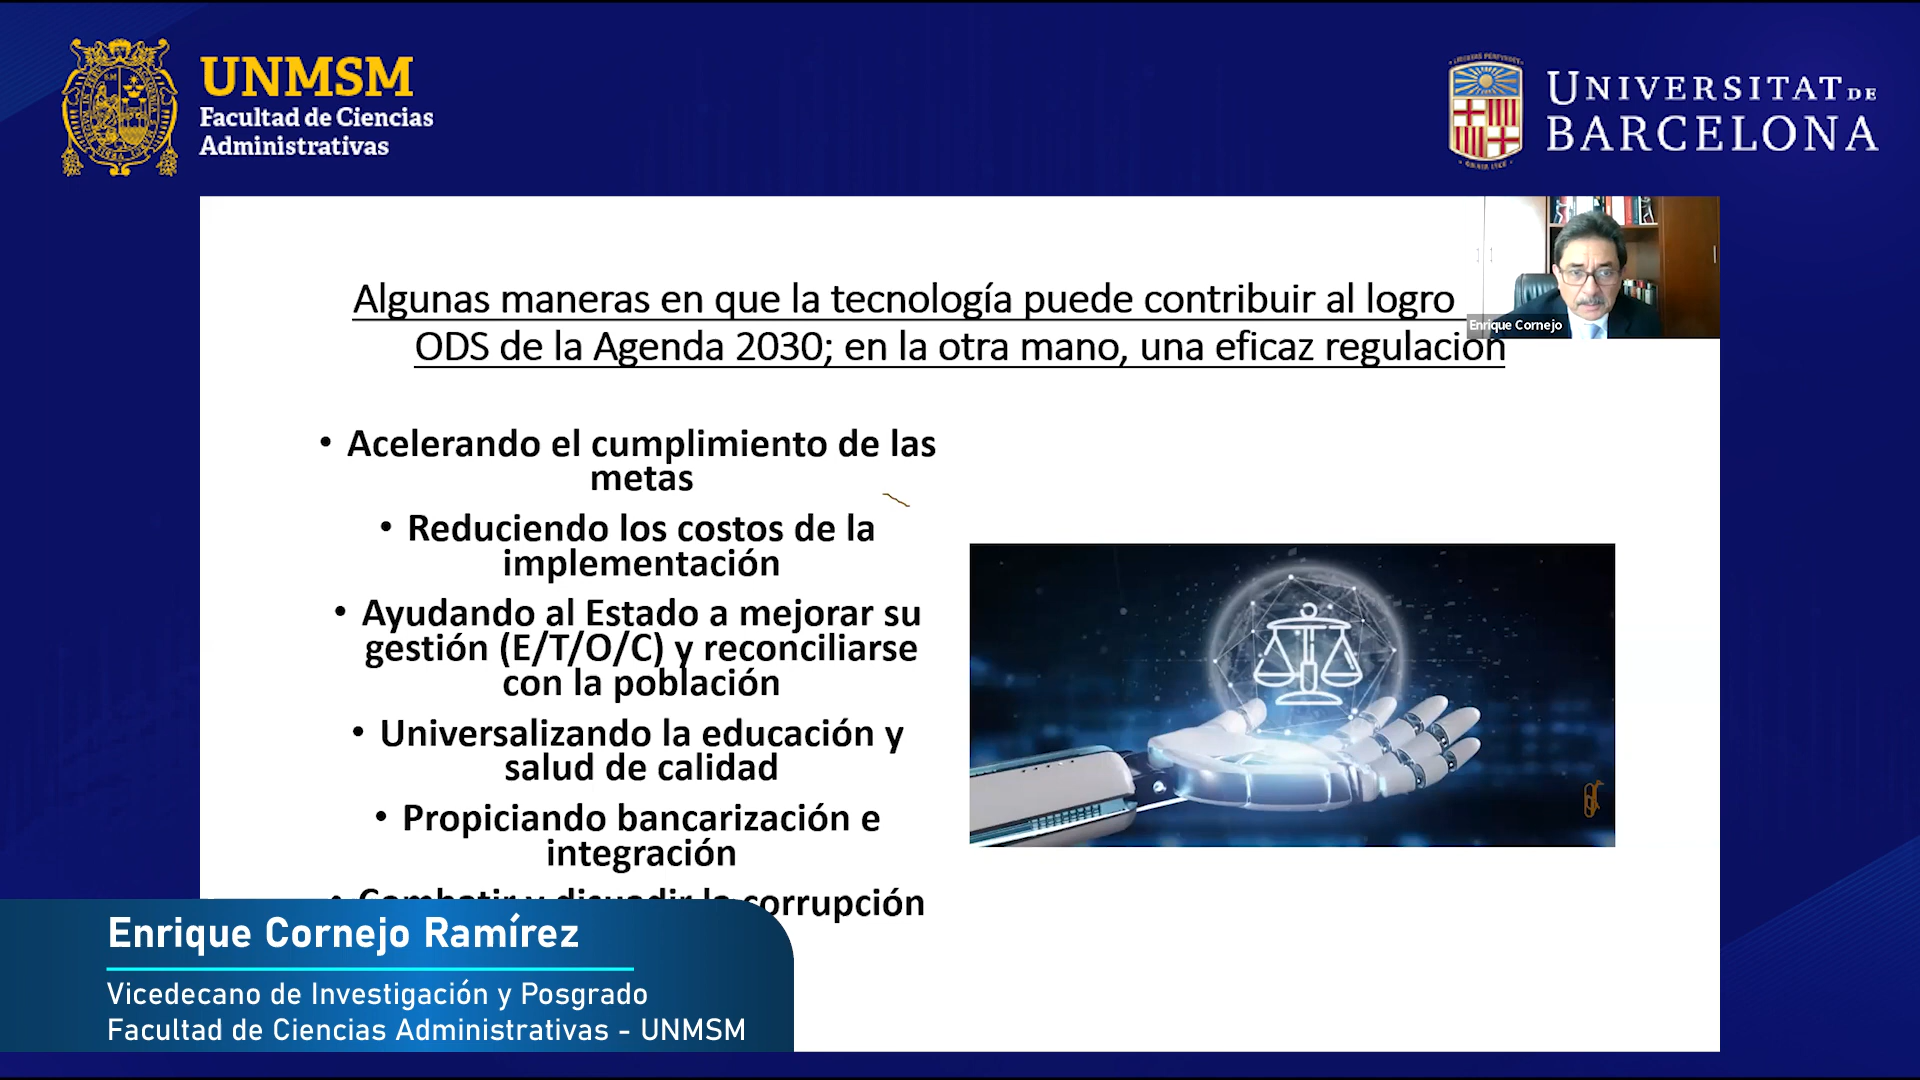 UNMSM
Facultad de Ciencias
Administrativas
UNIVERSITAT DE
BARCELONA
Algunas maneras en que la tecnología puede contribuir al logro
ODS de la Agenda 2030; en la otra mano, una eficaz regulación
Enrique Cornejo
• Acelerando el cumplimiento de las
metas
• Reduciendo los costos de la
implementación
• Ayudando al Estado a mejorar su
gestión (E/T/O/C) y reconciliarse
con la población
• Universalizando la educación y
salud de calidad
• Propiciando bancarización e
integración
• Combatir y disuadir la corrupción
Enrique Cornejo Ramírez
Vicedecano de Investigación y Posgrado
Facultad de Ciencias Administrativas - UNMSM